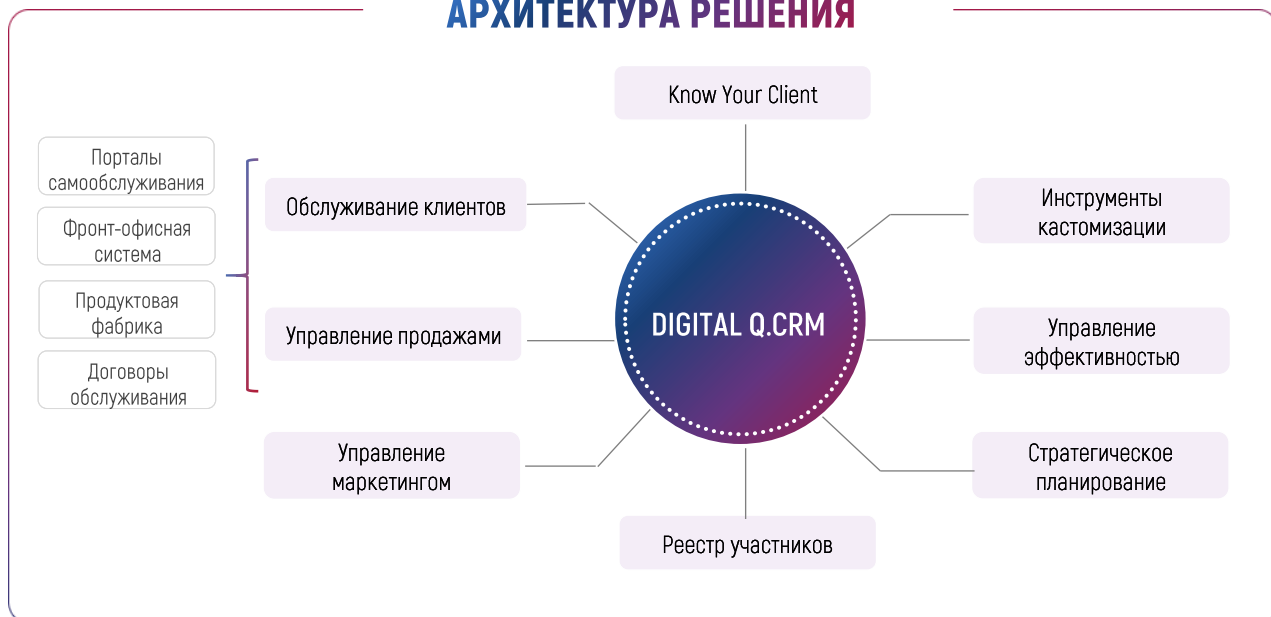 АРХИТЕКТУРА РЕШЕНИЯ
Know Your Client
Порталы
самообслуживания
Фронт-офисная
система
Продуктовая
фабрика
Договоры
обслуживания
Обслуживание клиентов
Управление продажами
Управление
маркетингом
DIGITAL Q.CRM
Инструменты
кастомизации
Управление
эффективностью
Стратегическое
планирование
Реестр участников